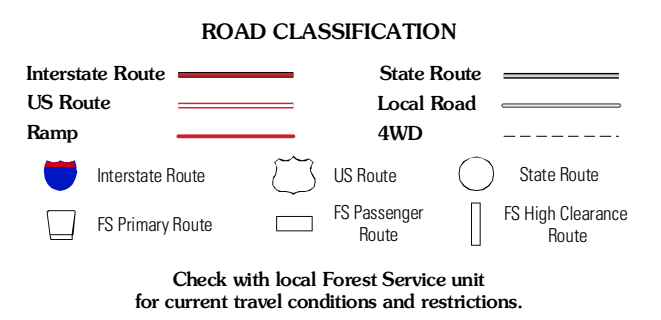 ROAD CLASSIFICATION
Interstate Route
State Route
US Route
Local Road
Ramp
4WD
Interstate Route
US Route
State Route
FS Primary Route
FS Passenger
Route
FS High Clearance
Route
Check with local Forest Service unit
for current travel conditions and restrictions.